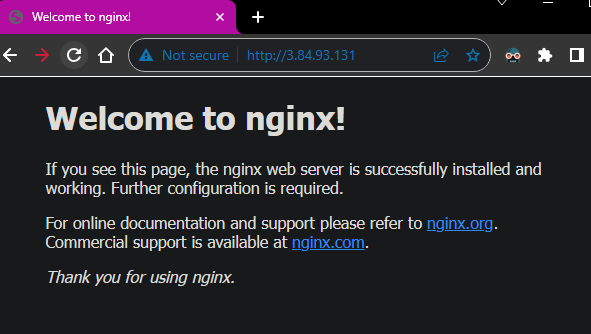 Welcome to nginx!
Not secure http://3.84.93.131
Welcome to nginx!
If you see this page, the nginx web server is successfully installed and
working. Further configuration is required.
For online documentation and support please refer to nginx.org.
Commercial support is available at nginx.com.
Thank you for using nginx.